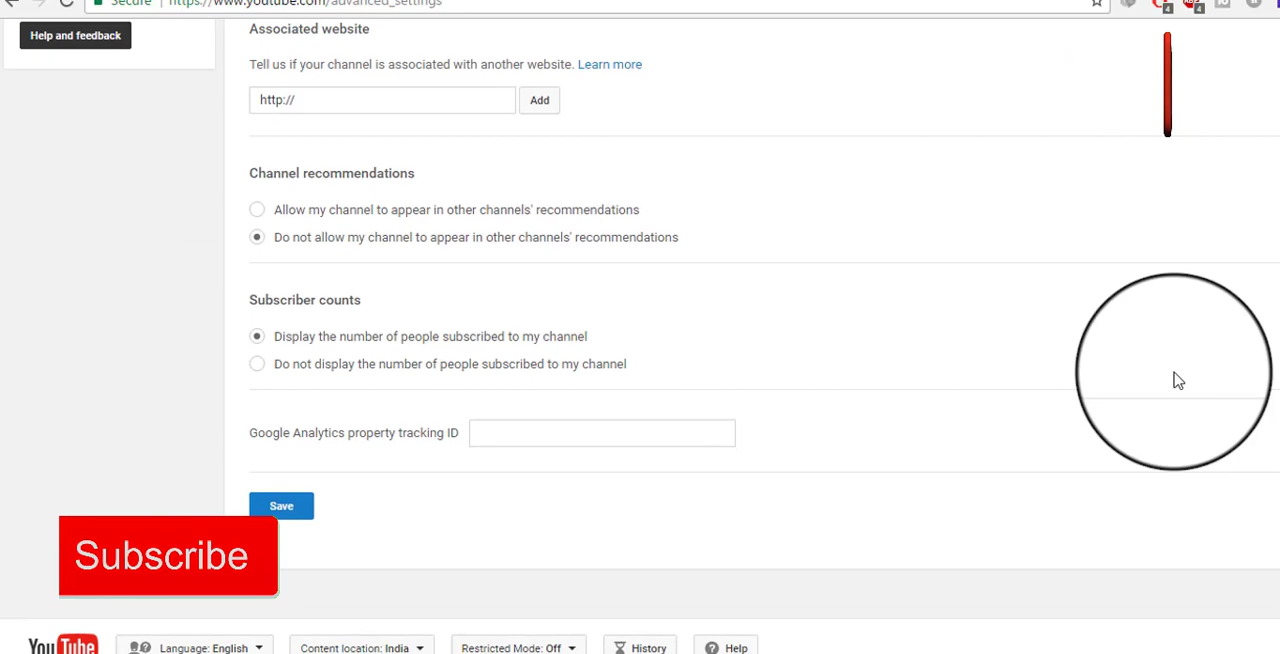 Secure https://www.youtube.com/advanced_settings
4 4
Help and feedback
Associated website
Tell us if your channel is associated with another website. Learn more
http://
Add
Channel recommendations
Allow my channel to appear in other channels' recommendations
Do not allow my channel to appear in other channels' recommendations
Subscriber counts
Display the number of people subscribed to my channel
Do not display the number of people subscribed to my channel
Google Analytics property tracking ID
Save
Subscribe
YouTube Language: English Content location: India Restricted Mode: Off History Help